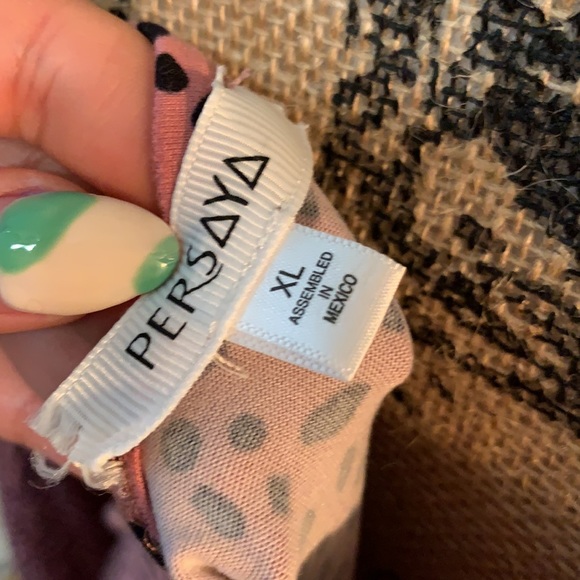 PERSAYA
XL
ASSEMBLED
IN
MEXICO